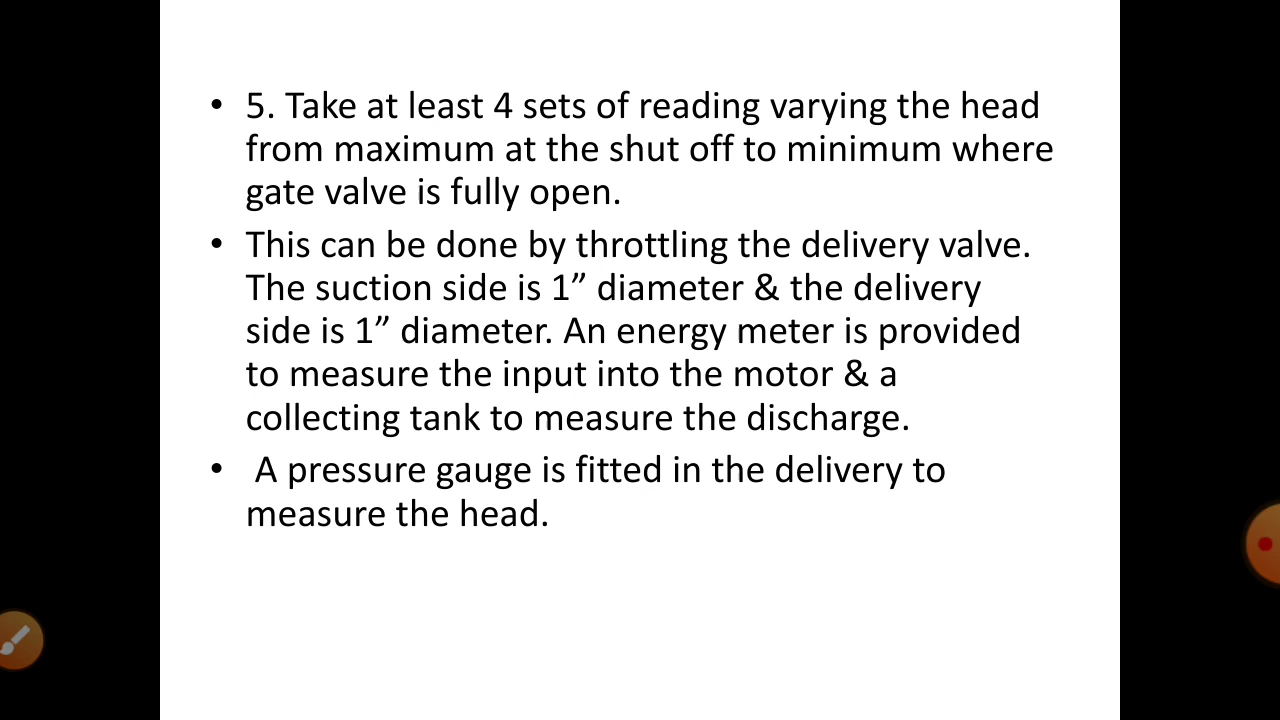 • 5. Take at least 4 sets of reading varying the head
from maximum at the shut off to minimum where
gate valve is fully open.
• This can be done by throttling the delivery valve.
The suction side is 1” diameter & the delivery
side is 1” diameter. An energy meter is provided
to measure the input into the motor & a
collecting tank to measure the discharge.
• A pressure gauge is fitted in the delivery to
measure the head.